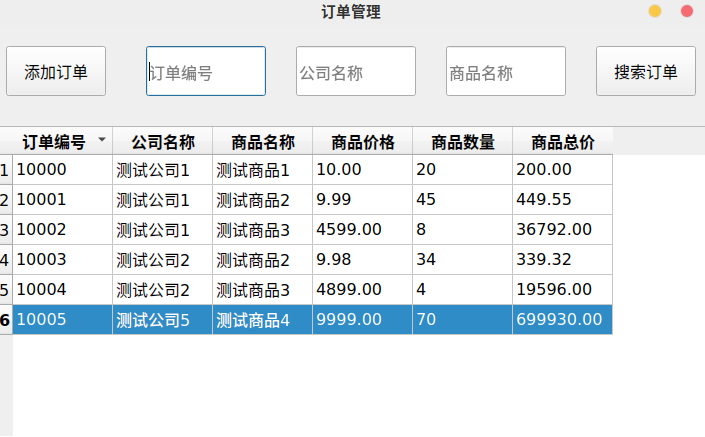 订单管理
添加订单 订单编号 公司名称 商品名称 搜索订单
订单编号 公司名称 商品名称 商品价格 商品数量 商品总价
1 10000 测试公司1 测试商品1 10.00 20 200.00
2 10001 测试公司1 测试商品2 9.99 45 449.55
3 10002 测试公司1 测试商品3 4599.00 8 36792.00
4 10003 测试公司2 测试商品2 9.98 34 339.32
5 10004 测试公司2 测试商品3 4899.00 4 19596.00
6 10005 测试公司5 测试商品4 9999.00 70 699930.00